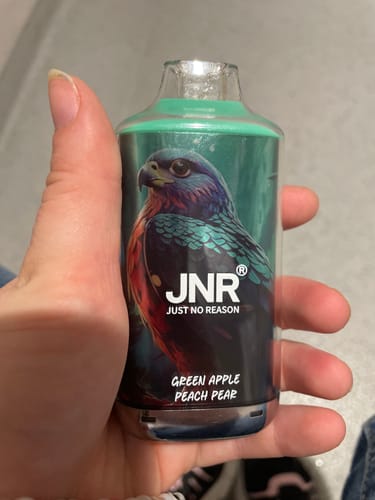 JNR®
JUST NO REASON
GREEN APPLE
PEACH PEAR